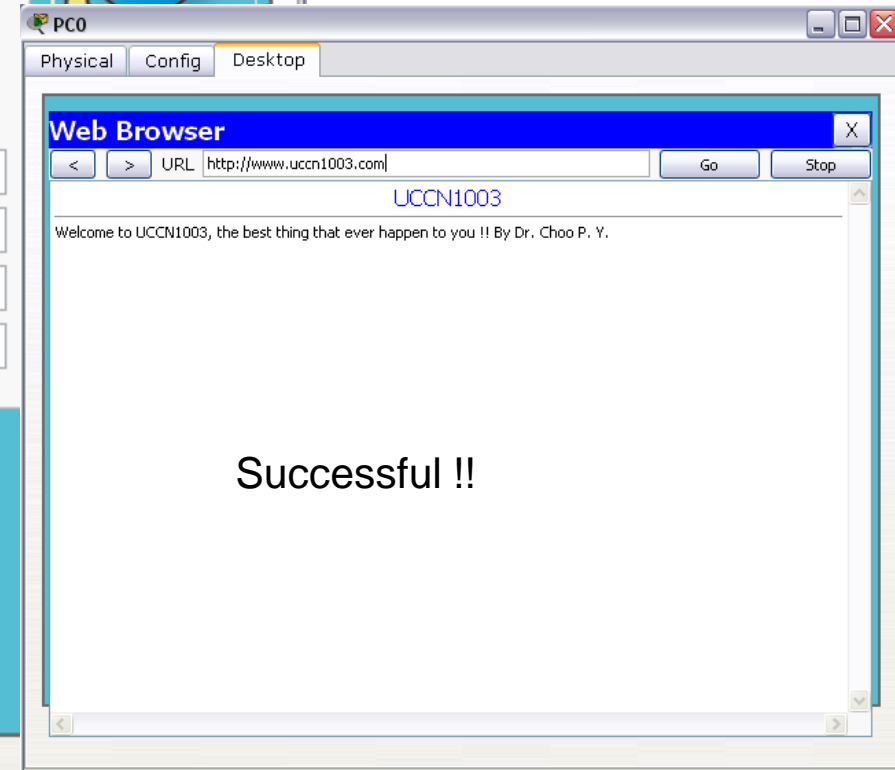 PC0
Physical Config Desktop
Web Browser X
< > URL http://www.uccn1003.com Go Stop
UCCN1003
Welcome to UCCN1003, the best thing that ever happen to you !! By Dr. Choo P. Y.
Successful !!